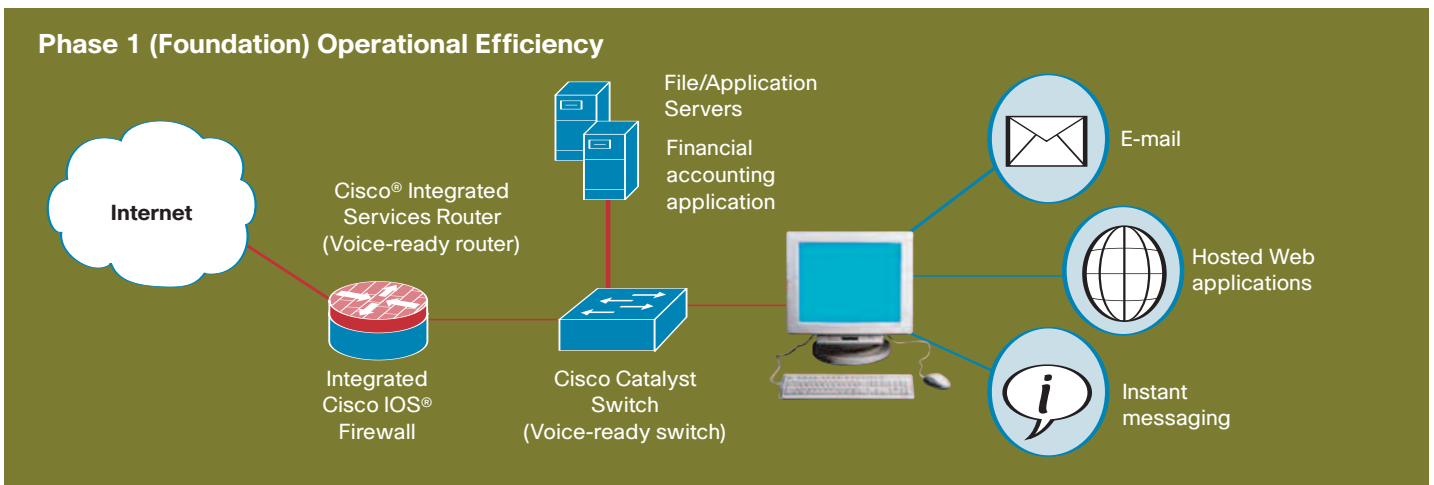 Phase 1 (Foundation) Operational Efficiency
Internet
Cisco® Integrated
Services Router
(Voice-ready router)
Integrated
Cisco IOS®
Firewall
File/Application
Servers
Financial
accounting
application
Cisco Catalyst
Switch
(Voice-ready switch)
E-mail
Hosted Web
applications
i
Instant
messaging